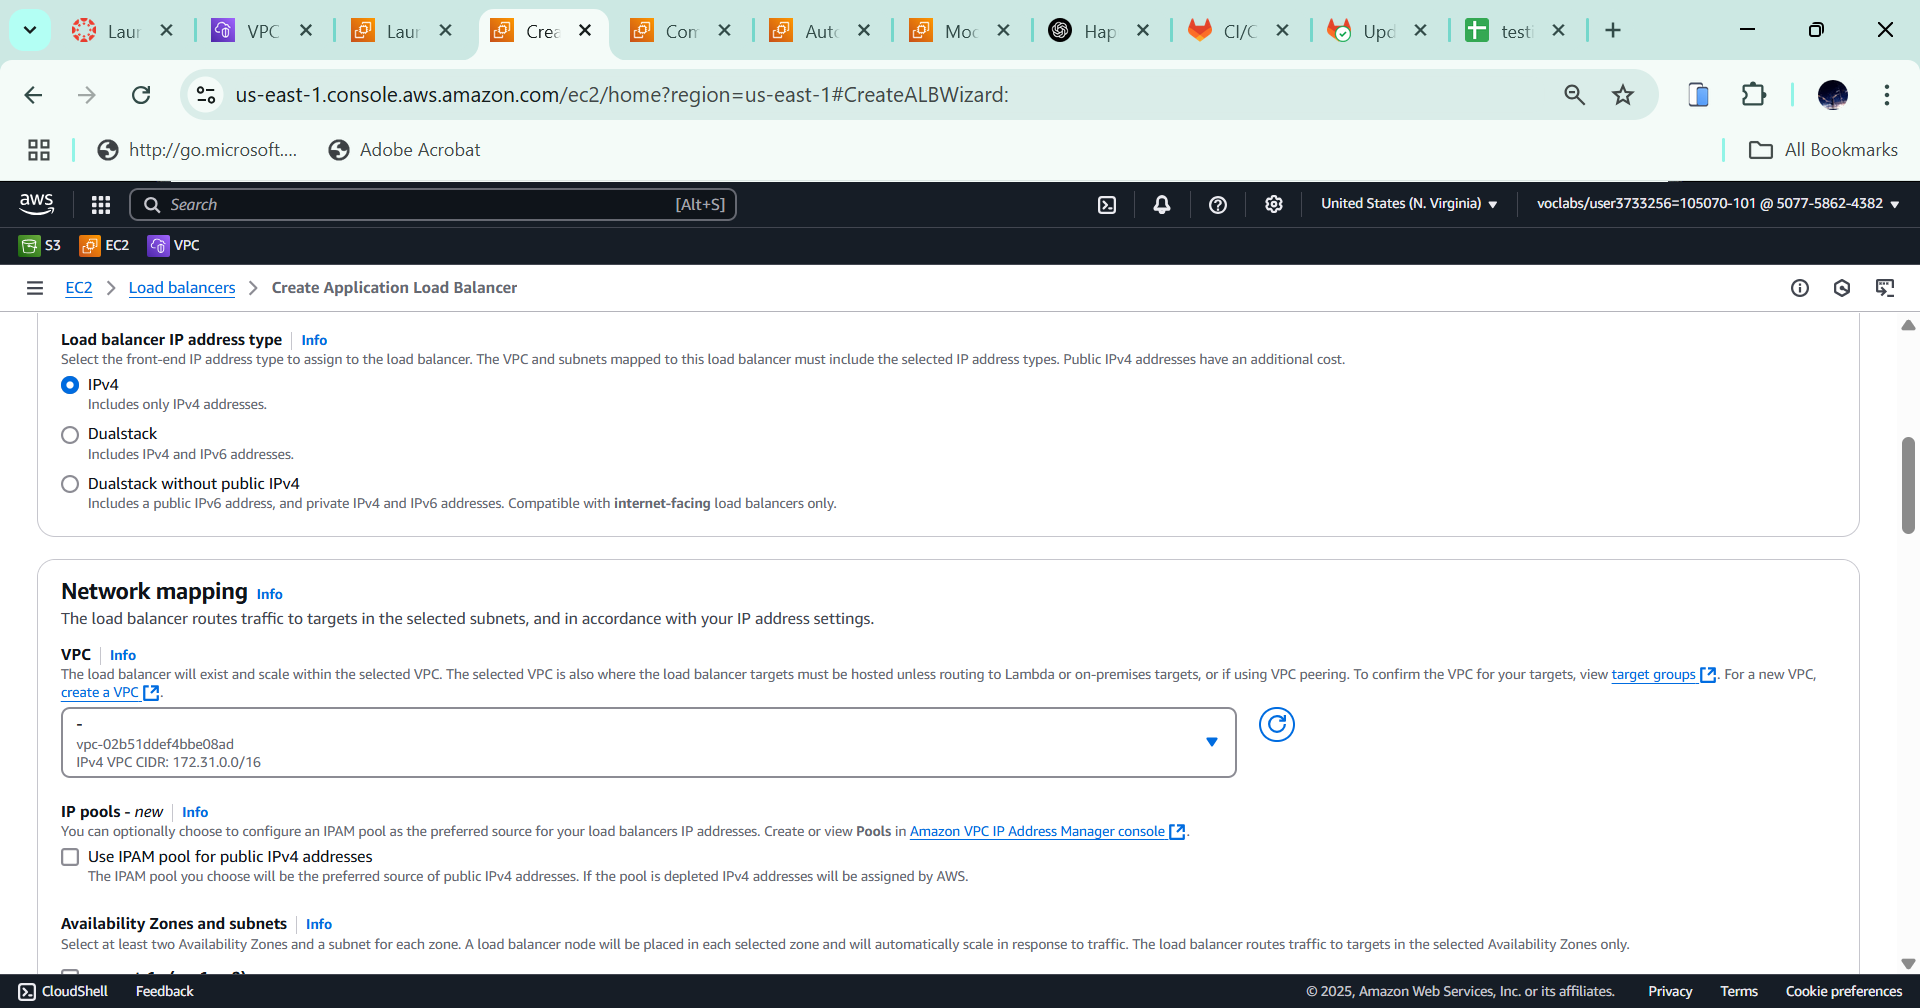 Laun
VPC
Laun
Crea
Com
Auto
Moc
Hap
CI/C
Upd
testi
us-east-1.console.aws.amazon.com/ec2/home?region=us-east-1#CreateALBWizard:
http://go.microsoft....
Adobe Acrobat
All Bookmarks
aws
Search
[Alt+S]
United States (N. Virginia)
voclabs/user3733256=105070-101 @ 5077-5862-4382
S3
EC2
VPC
EC2 > Load balancers > Create Application Load Balancer
Load balancer IP address type | Info
Select the front-end IP address type to assign to the load balancer. The VPC and subnets mapped to this load balancer must include the selected IP address types. Public IPv4 addresses have an additional cost.
IPv4
Includes only IPv4 addresses.
Dualstack
Includes IPv4 and IPv6 addresses.
Dualstack without public IPv4
Includes a public IPv6 address, and private IPv4 and IPv6 addresses. Compatible with internet-facing load balancers only.
Network mapping Info
The load balancer routes traffic to targets in the selected subnets, and in accordance with your IP address settings.
VPC | Info
The load balancer will exist and scale within the selected VPC. The selected VPC is also where the load balancer targets must be hosted unless routing to Lambda or on-premises targets, or if using VPC peering. To confirm the VPC for your targets, view target groups. For a new VPC,
create a VPC.
-
vpc-02b51ddef4bbe08ad
IPv4 VPC CIDR: 172.31.0.0/16
IP pools - new | Info
You can optionally choose to configure an IPAM pool as the preferred source for your load balancers IP addresses. Create or view Pools in Amazon VPC IP Address Manager console.
Use IPAM pool for public IPv4 addresses
The IPAM pool you choose will be the preferred source of public IPv4 addresses. If the pool is depleted IPv4 addresses will be assigned by AWS.
Availability Zones and subnets | Info
Select at least two Availability Zones and a subnet for each zone. A load balancer node will be placed in each selected zone and will automatically scale in response to traffic. The load balancer routes traffic to targets in the selected Availability Zones only.
CloudShell
Feedback
© 2025, Amazon Web Services, Inc. or its affiliates.
Privacy
Terms
Cookie preferences